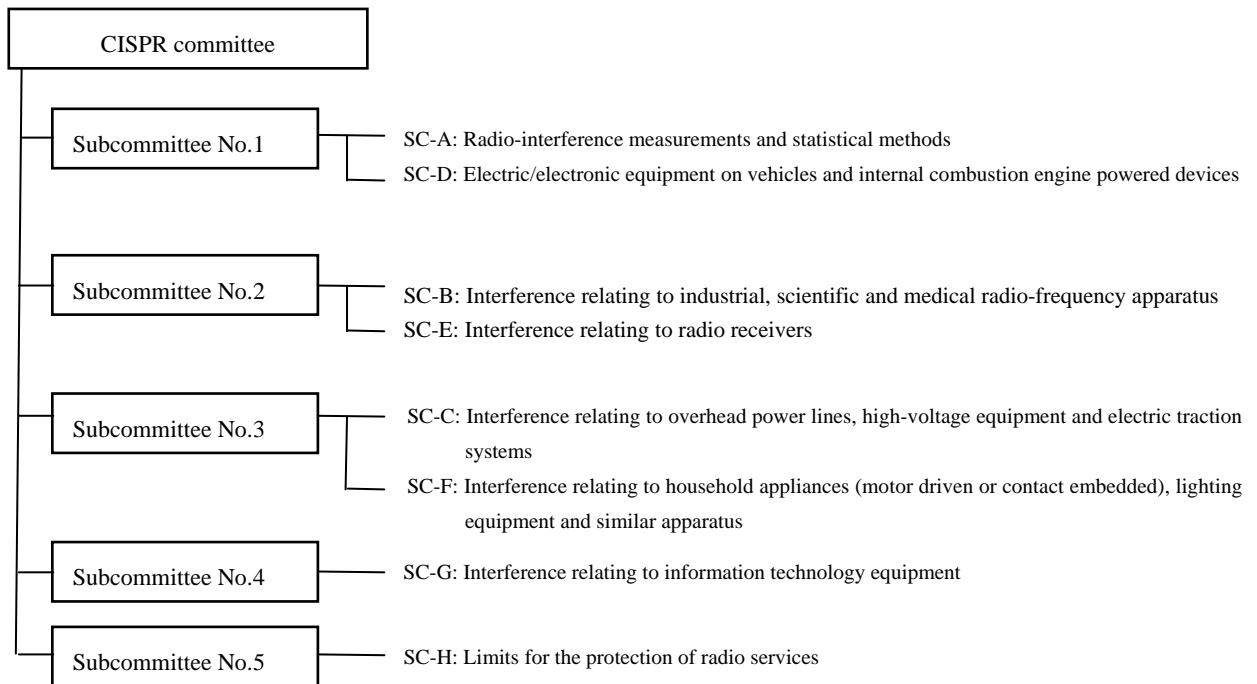 CISPR committee
Subcommittee No.1
SC-A: Radio-interference measurements and statistical methods
SC-D: Electric/electronic equipment on vehicles and internal combustion engine powered devices
Subcommittee No.2
SC-B: Interference relating to industrial, scientific and medical radio-frequency apparatus
SC-E: Interference relating to radio receivers
Subcommittee No.3
SC-C: Interference relating to overhead power lines, high-voltage equipment and electric traction
systems
SC-F: Interference relating to household appliances (motor driven or contact embedded), lighting
equipment and similar apparatus
Subcommittee No.4
SC-G: Interference relating to information technology equipment
Subcommittee No.5
SC-H: Limits for the protection of radio services